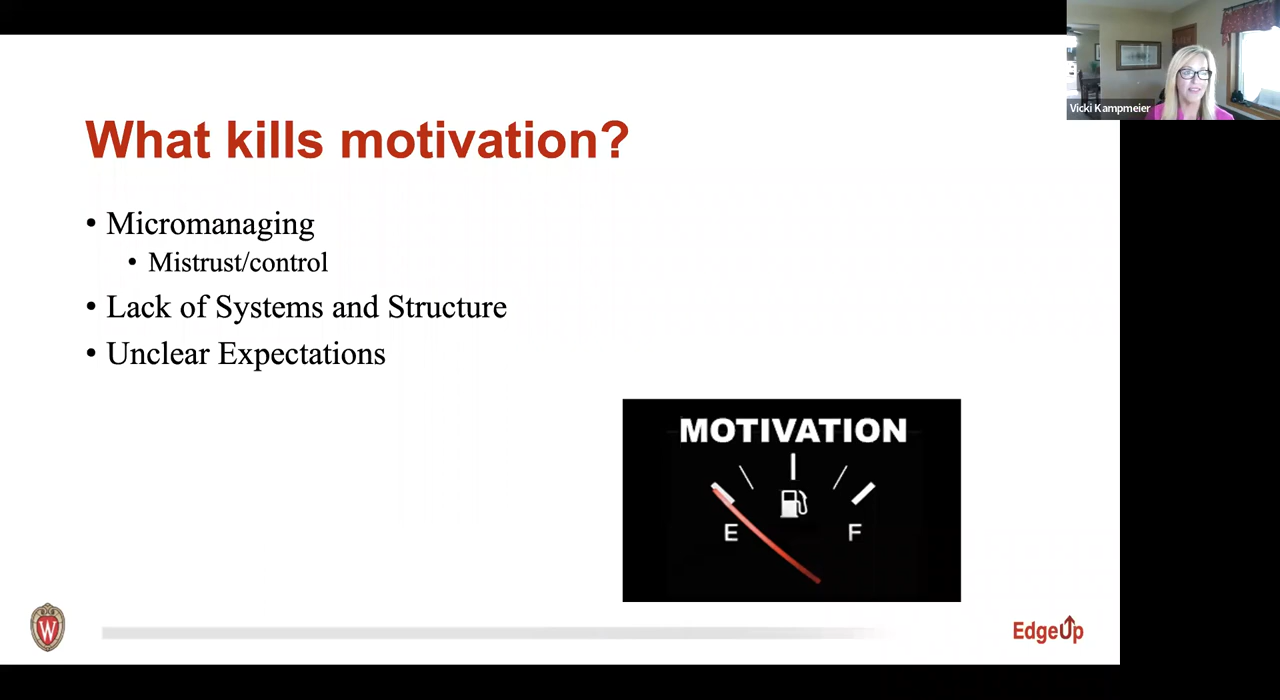 Vicki Kampmeier
What kills motivation?
• Micromanaging
• Mistrust/control
• Lack of Systems and Structure
• Unclear Expectations
MOTIVATION
E
F
W
EdgeUp